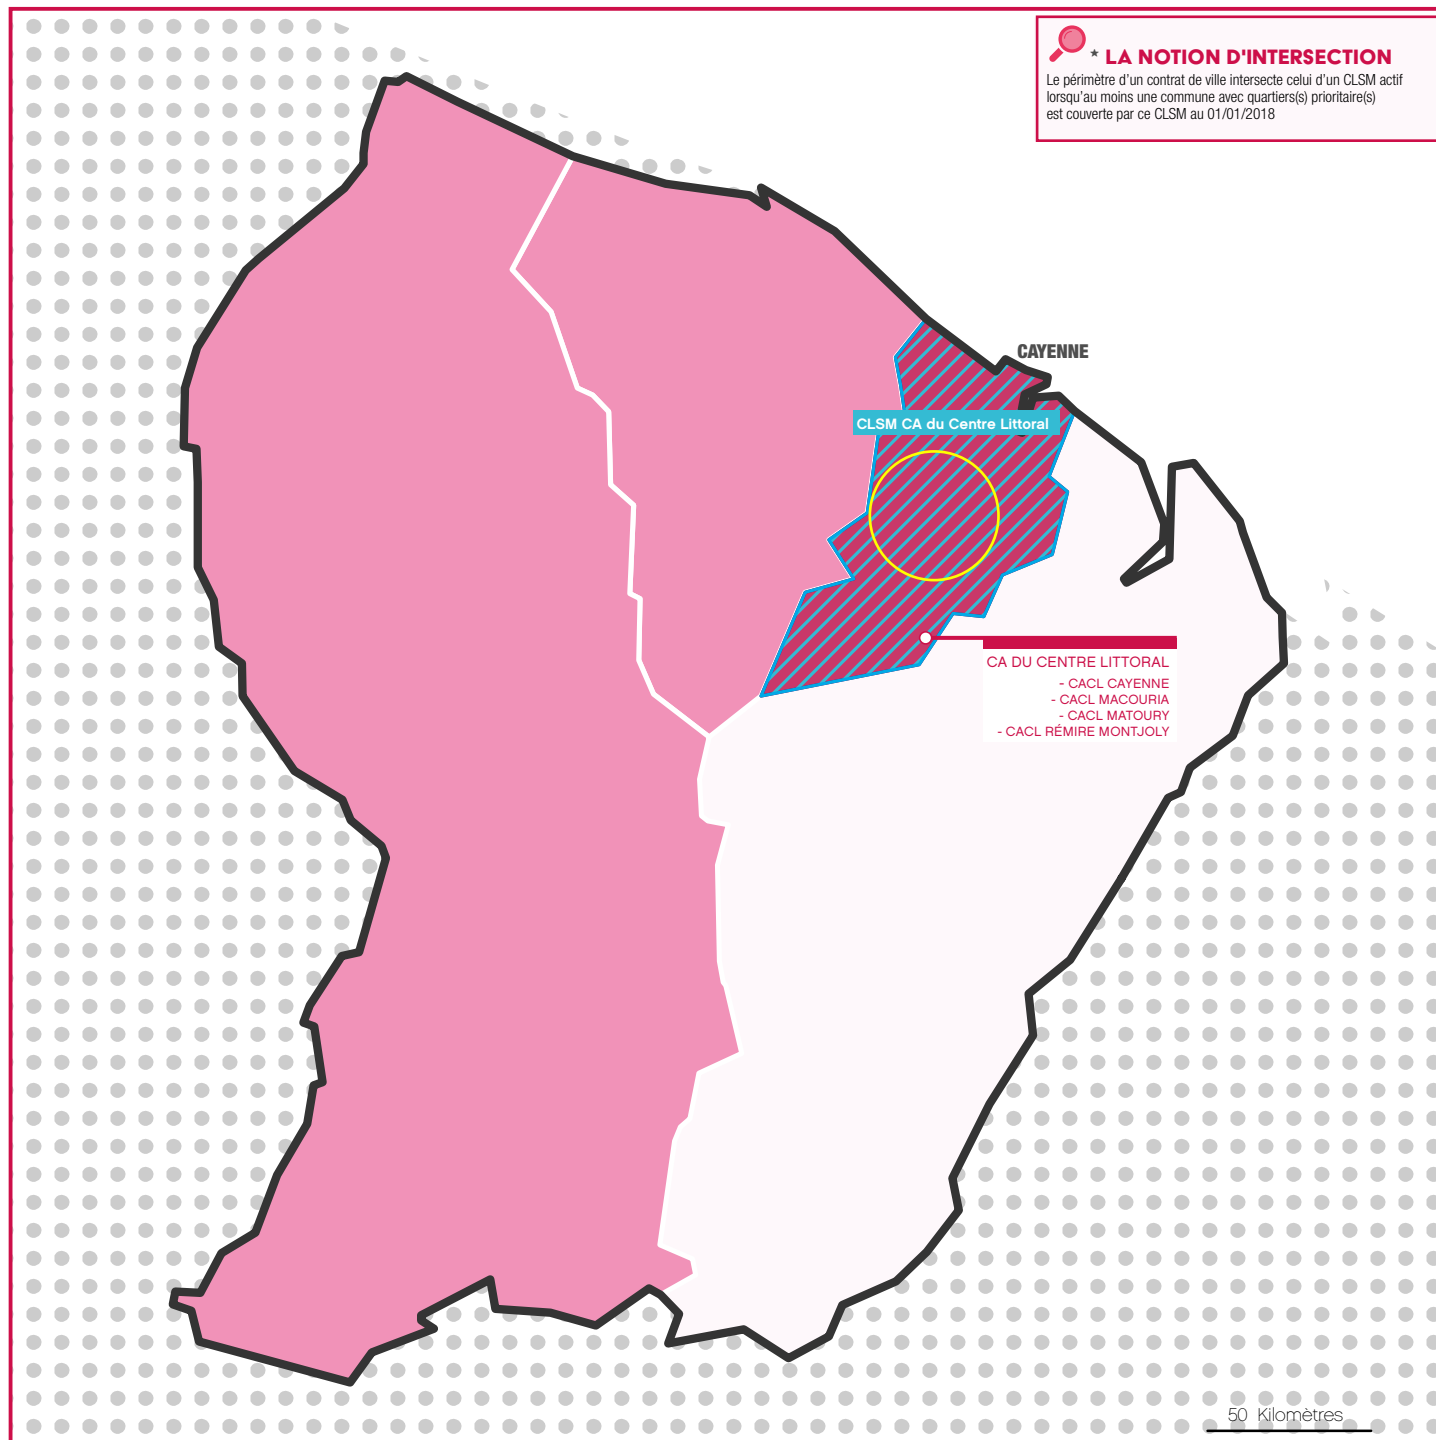 * LA NOTION D'INTERSECTION
Le périmètre d'un contrat de ville intersecte celui d'un CLSM actif
lorsqu'au moins une commune avec quartiers(s) prioritaire(s)
est couverte par ce CLSM au 01/01/2018
CAYENNE
CLSM CA du Centre Littoral
CA DU CENTRE LITTORAL
- CACL CAYENNE
- CACL MACOURIA
- CACL MATOURY
- CACL RÉMIRE MONTJOLY
50 Kilomètres